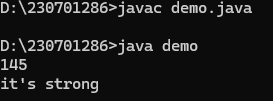 D:\230701286>javac demo.java
D:\230701286>java demo
145
it's strong